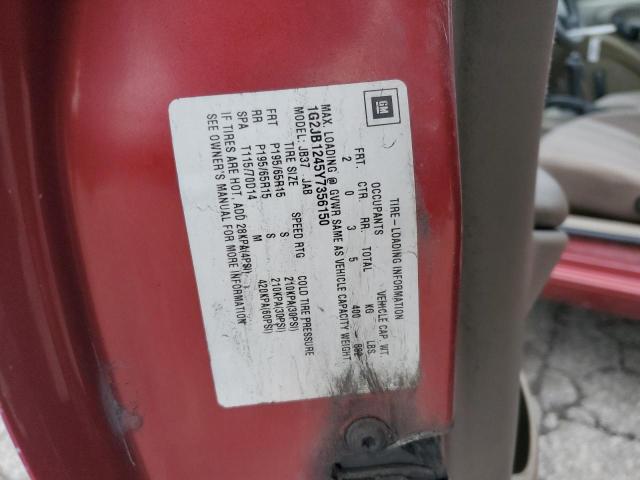 GM
TIRE-LOADING INFORMATION
OCCUPANTS VEHICLE CAP. WT.
FRT. CTR. RR. TOTAL KG LBS.
2 0 3 5 400
MAX. LOADING @ GVWR SAME AS VEHICLE CAPACITY WEIGHT
1G2JB1245Y7356150
MODEL: JB37 JAB
TIRE SIZE SPEED RTG COLD TIRE PRESSURE
FRT P195/65R15 S 210KPA(30PSI)
RR P195/65R15 S 210KPA(30PSI)
SPA T115/70D14 M 420KPA(60PSI)
IF TIRES ARE HOT, ADD 28KPA(4PSI)
SEE OWNER'S MANUAL FOR MORE INFORMATION